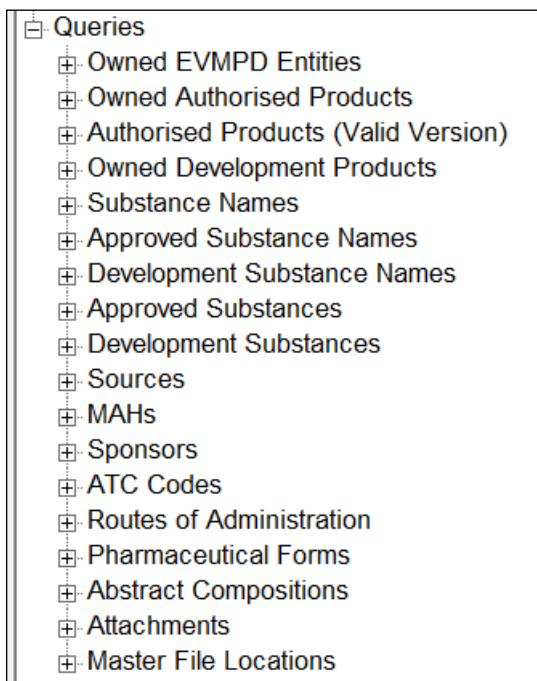 Queries
Owned EVMPD Entities
Owned Authorised Products
Authorised Products (Valid Version)
Owned Development Products
Substance Names
Approved Substance Names
Development Substance Names
Approved Substances
Development Substances
Sources
MAHs
Sponsors
ATC Codes
Routes of Administration
Pharmaceutical Forms
Abstract Compositions
Attachments
Master File Locations